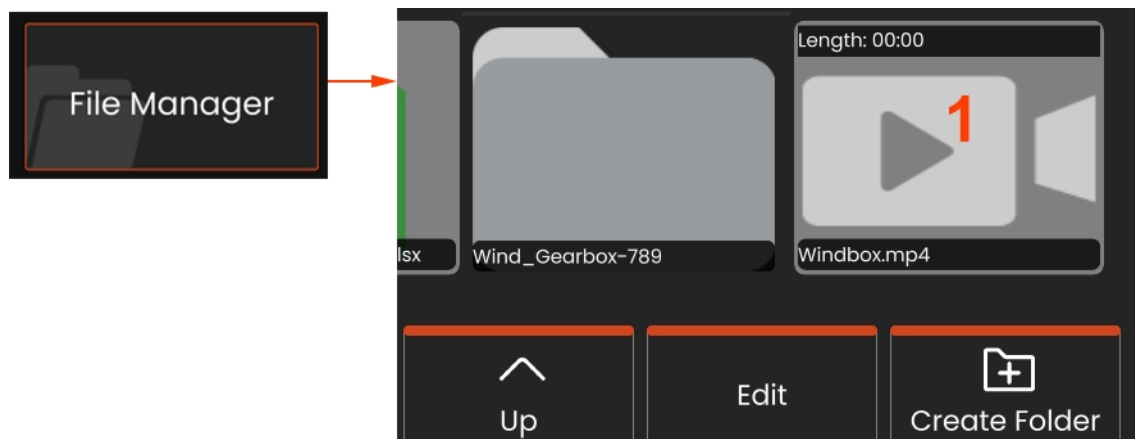 File Manager
Length: 00:00
1
lsx
Wind_Gearbox-789
Windbox.mp4
Up
Edit
Create Folder